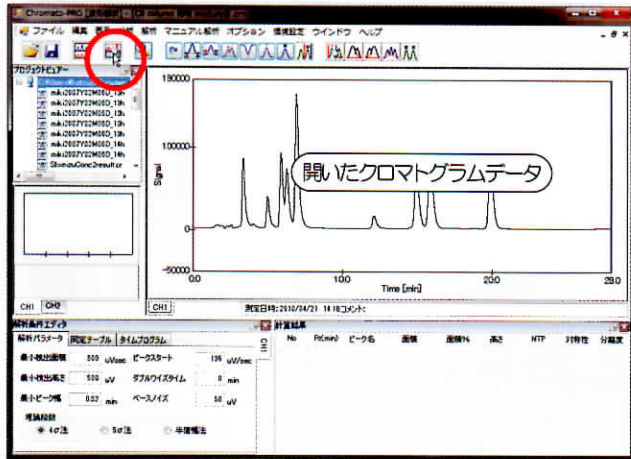 ファイル 編集 表示 解析 マニュアル解析 オプション 環境設定 ウインドウ ヘルプ
プロジェクトビュアー
miki2007Y02M06D_13h
miki2007Y02M06D_13h
miki2007Y02M06D_13h
miki2007Y02M06D_13h
miki2007Y02M06D_14h
190000
100000
0
-50000
Signal
開いたクロマトグラムデータ
0.0
10.0
20.0
29.0
Time [min]
CH1 CH2
CH1
測定日時:2010/04/21 14:18コメント:
解析条件エディタ
解析パラメータ 同定テーブル タイムプログラム
最小検出面積 500 uVsec ピークスタート 135 uV/sec
最小検出高さ 500 uV ダブルワイズタイム 0 min
最小ピーク幅 0.02 min ベースノイズ 50 uV
理論段数
4σ法 5σ法 半値幅法
CH1
計算結果
No Rt(min) ピーク名 面積 面積% 高さ NTP 対称性 分離度